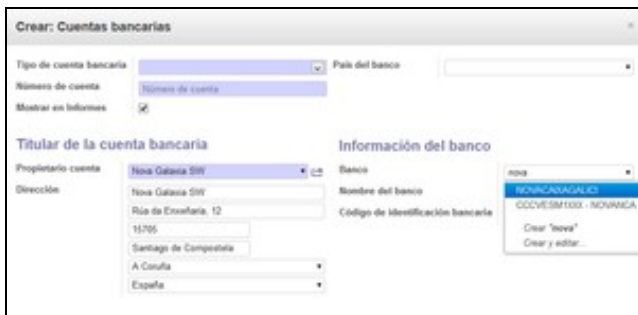 Crear: Cuentas bancarias
×
Tipo de cuenta bancaria
País del banco
Número de cuenta
Número de cuenta
Mostrar en Informes
Titular de la cuenta bancaria
Información del banco
Propietario cuenta
Nova Galaxia SW
Banco
nova
Dirección
Nova Galaxia SW
Nombre del banco
NOVACAIXAGALICI
Rúa da Enxeñaría. 12
Código de identificación bancaria
CCCVESM1XXX - NOVANCA
15705
Crear "nova"
Santiago de Compostela
Crear y editar...
A Coruña
España